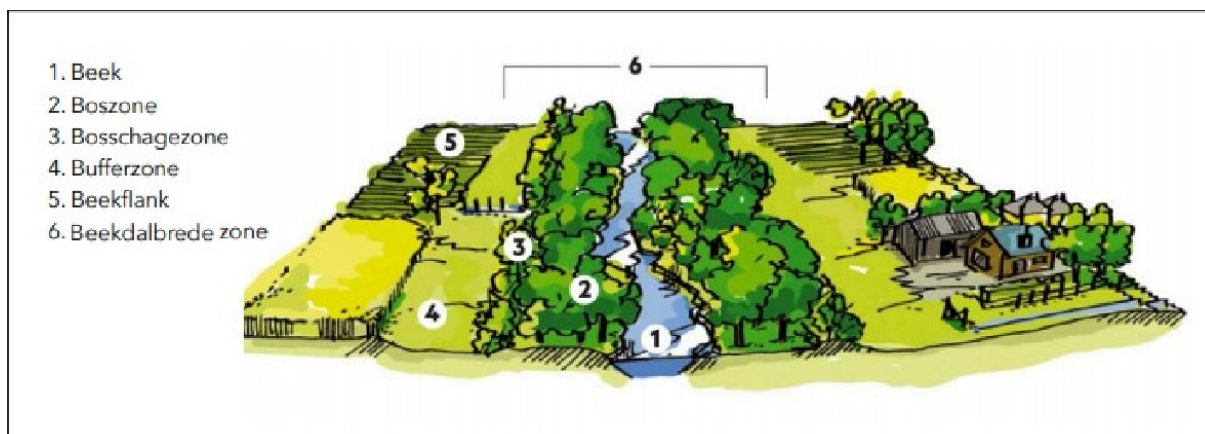 1. Beek
2. Boszone
3. Bosschagezone
4. Bufferzone
5. Beekflank
6. Beekdalbrede zone
6
5
3
2
4
1